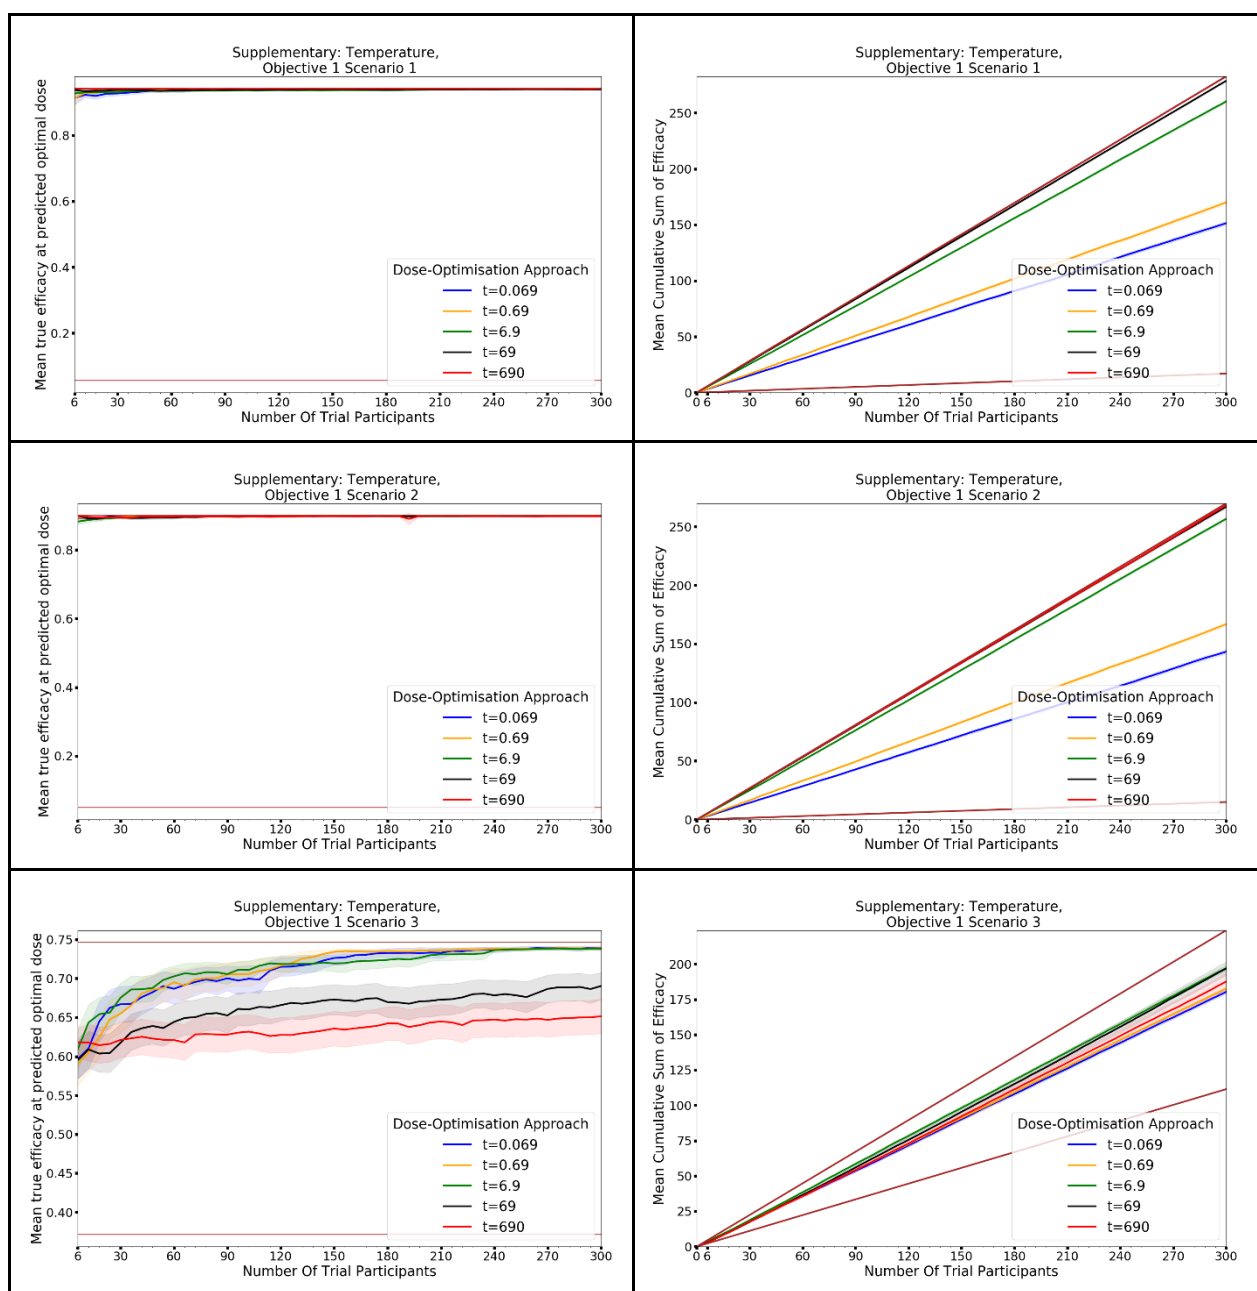 Supplementary: Temperature,
Objective 1 Scenario 1
Mean true efficacy at predicted optimal dose
0.8
0.6
0.4
0.2
Dose-Optimisation Approach
t=0.069
t=0.69
t=6.9
t=69
t=690
6 30 60 90 120 150 180 210 240 270 300
Number Of Trial Participants
Supplementary: Temperature,
Objective 1 Scenario 1
Mean Cumulative Sum of Efficacy
250
200
150
100
50
0
Dose-Optimisation Approach
t=0.069
t=0.69
t=6.9
t=69
t=690
0 6 30 60 90 120 150 180 210 240 270 300
Number Of Trial Participants
Supplementary: Temperature,
Objective 1 Scenario 2
Mean true efficacy at predicted optimal dose
0.8
0.6
0.4
0.2
Dose-Optimisation Approach
t=0.069
t=0.69
t=6.9
t=69
t=690
6 30 60 90 120 150 180 210 240 270 300
Number Of Trial Participants
Supplementary: Temperature,
Objective 1 Scenario 2
Mean Cumulative Sum of Efficacy
250
200
150
100
50
0
Dose-Optimisation Approach
t=0.069
t=0.69
t=6.9
t=69
t=690
0 6 30 60 90 120 150 180 210 240 270 300
Number Of Trial Participants
Supplementary: Temperature,
Objective 1 Scenario 3
Mean true efficacy at predicted optimal dose
0.75
0.70
0.65
0.60
0.55
0.50
0.45
0.40
Dose-Optimisation Approach
t=0.069
t=0.69
t=6.9
t=69
t=690
6 30 60 90 120 150 180 210 240 270 300
Number Of Trial Participants
Supplementary: Temperature,
Objective 1 Scenario 3
Mean Cumulative Sum of Efficacy
200
175
150
125
100
75
50
25
0
Dose-Optimisation Approach
t=0.069
t=0.69
t=6.9
t=69
t=690
0 6 30 60 90 120 150 180 210 240 270 300
Number Of Trial Participants